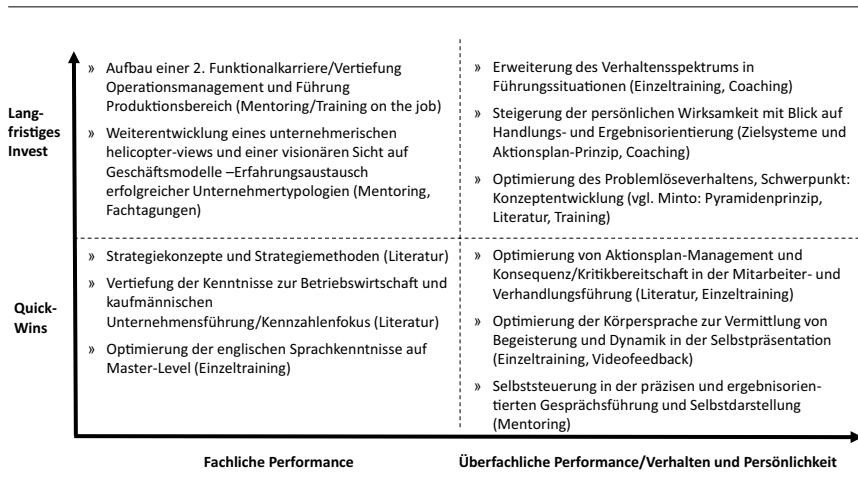 Lang-
fristiges
Invest
» Aufbau einer 2. Funktionalkarriere/Vertiefung
Operationsmanagement und Führung
Produktionsbereich (Mentoring/Training on the job)
» Weiterentwicklung eines unternehmerischen
helicopter-views und einer visionären Sicht auf
Geschäftsmodelle –Erfahrungsaustausch
erfolgreicher Unternehmertypologien (Mentoring,
Fachtagungen)
» Erweiterung des Verhaltensspektrums in
Führungssituationen (Einzeltraining, Coaching)
» Steigerung der persönlichen Wirksamkeit mit Blick auf
Handlungs- und Ergebnisorientierung (Zielsysteme und
Aktionsplan-Prinzip, Coaching)
» Optimierung des Problemlöseverhaltens, Schwerpunkt:
Konzeptentwicklung (vgl. Minto: Pyramidenprinzip,
Literatur, Training)
Quick-
Wins
» Strategiekonzepte und Strategiemethoden (Literatur)
» Vertiefung der Kenntnisse zur Betriebswirtschaft und
kaufmännischen
Unternehmensführung/Kennzahlenfokus (Literatur)
» Optimierung der englischen Sprachkenntnisse auf
Master-Level (Einzeltraining)
» Optimierung von Aktionsplan-Management und
Konsequenz/Kritikbereitschaft in der Mitarbeiter- und
Verhandlungsführung (Literatur, Einzeltraining)
» Optimierung der Körpersprache zur Vermittlung von
Begeisterung und Dynamik in der Selbstpräsentation
(Einzeltraining, Videofeedback)
» Selbststeuerung in der präzisen und ergebnisorien-
tierten Gesprächsführung und Selbstdarstellung
(Mentoring)
Fachliche Performance
Überfachliche Performance/Verhalten und Persönlichkeit